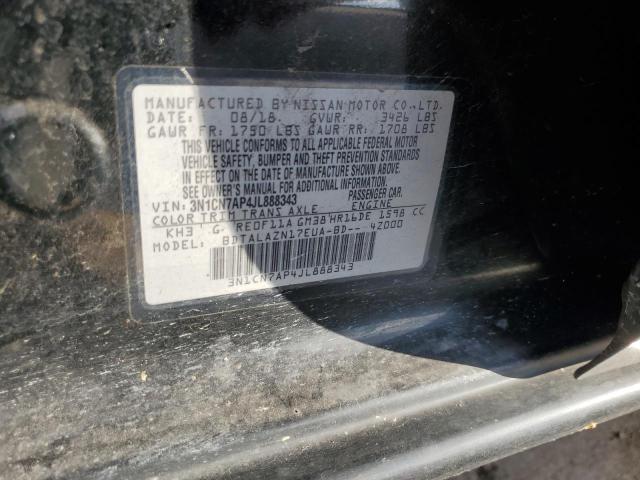 MANUFACTURED BY NISSAN MOTOR CO.,LTD.
DATE: 08/18. GVWR: 3426 LBS
GAWR FR: 1750 LBS GAWR RR: 1708 LBS
THIS VEHICLE CONFORMS TO ALL APPLICABLE FEDERAL MOTOR
VEHICLE SAFETY, BUMPER AND THEFT PREVENTION STANDARDS
IN EFFECT ON THE DATE OF MANUFACTURE SHOWN ABOVE.
SEE OWNER'S MANUAL FOR ADDITIONAL INFORMATION.
VIN: 3N1CN7AP4JL888343 PASSENGER CAR.
COLOR TRIM TRANS AXLE ENGINE
KH3 G RE0F11A GM38 HR16DE 1598 CC
MODEL: BDTALAZN17EUA-BD-- 4Z000
3N1CN7AP4JL888343